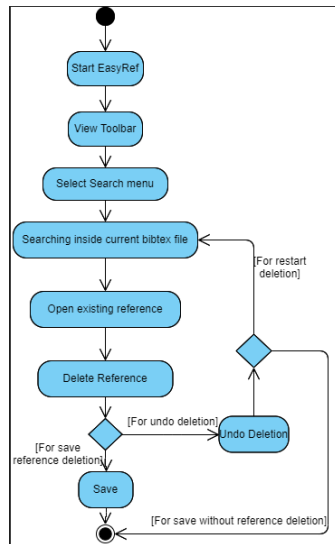 Start EasyRef
View Toolbar
Select Search menu
Searching inside current bibtex file
[For restart
deletion]
Open existing reference
Delete Reference
[For undo deletion]
Undo Deletion
[For save
reference deletion]
Save
[For save without reference deletion]